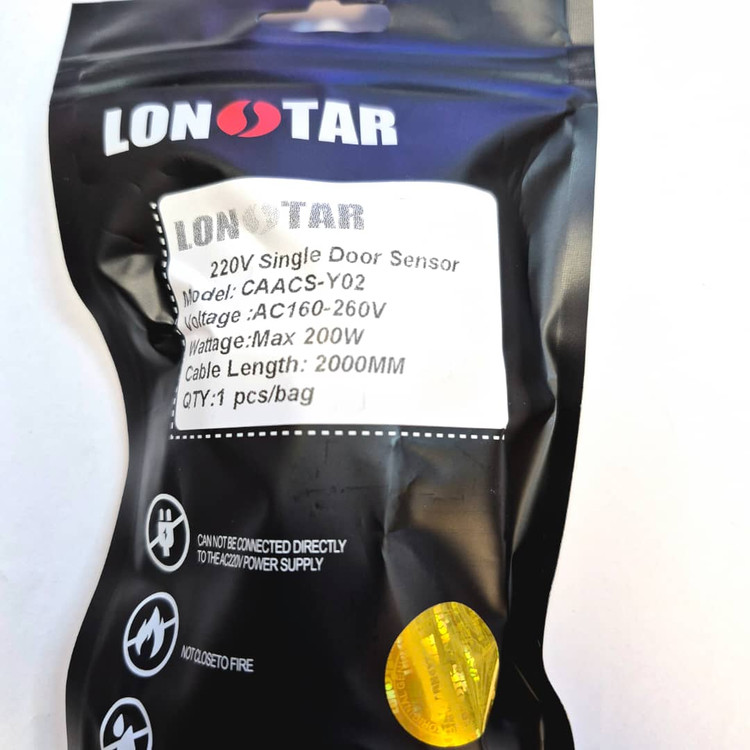 LONSTAR
LONSTAR
220V Single Door Sensor
Model: CAACS-Y02
Voltage :AC160-260V
Wattage:Max 200W
Cable Length: 2000MM
QTY:1 pcs/bag
CAN NOT BE CONNECTED DIRECTLY
TO THE AC220V POWER SUPPLY
NOT CLOSE TO FIRE